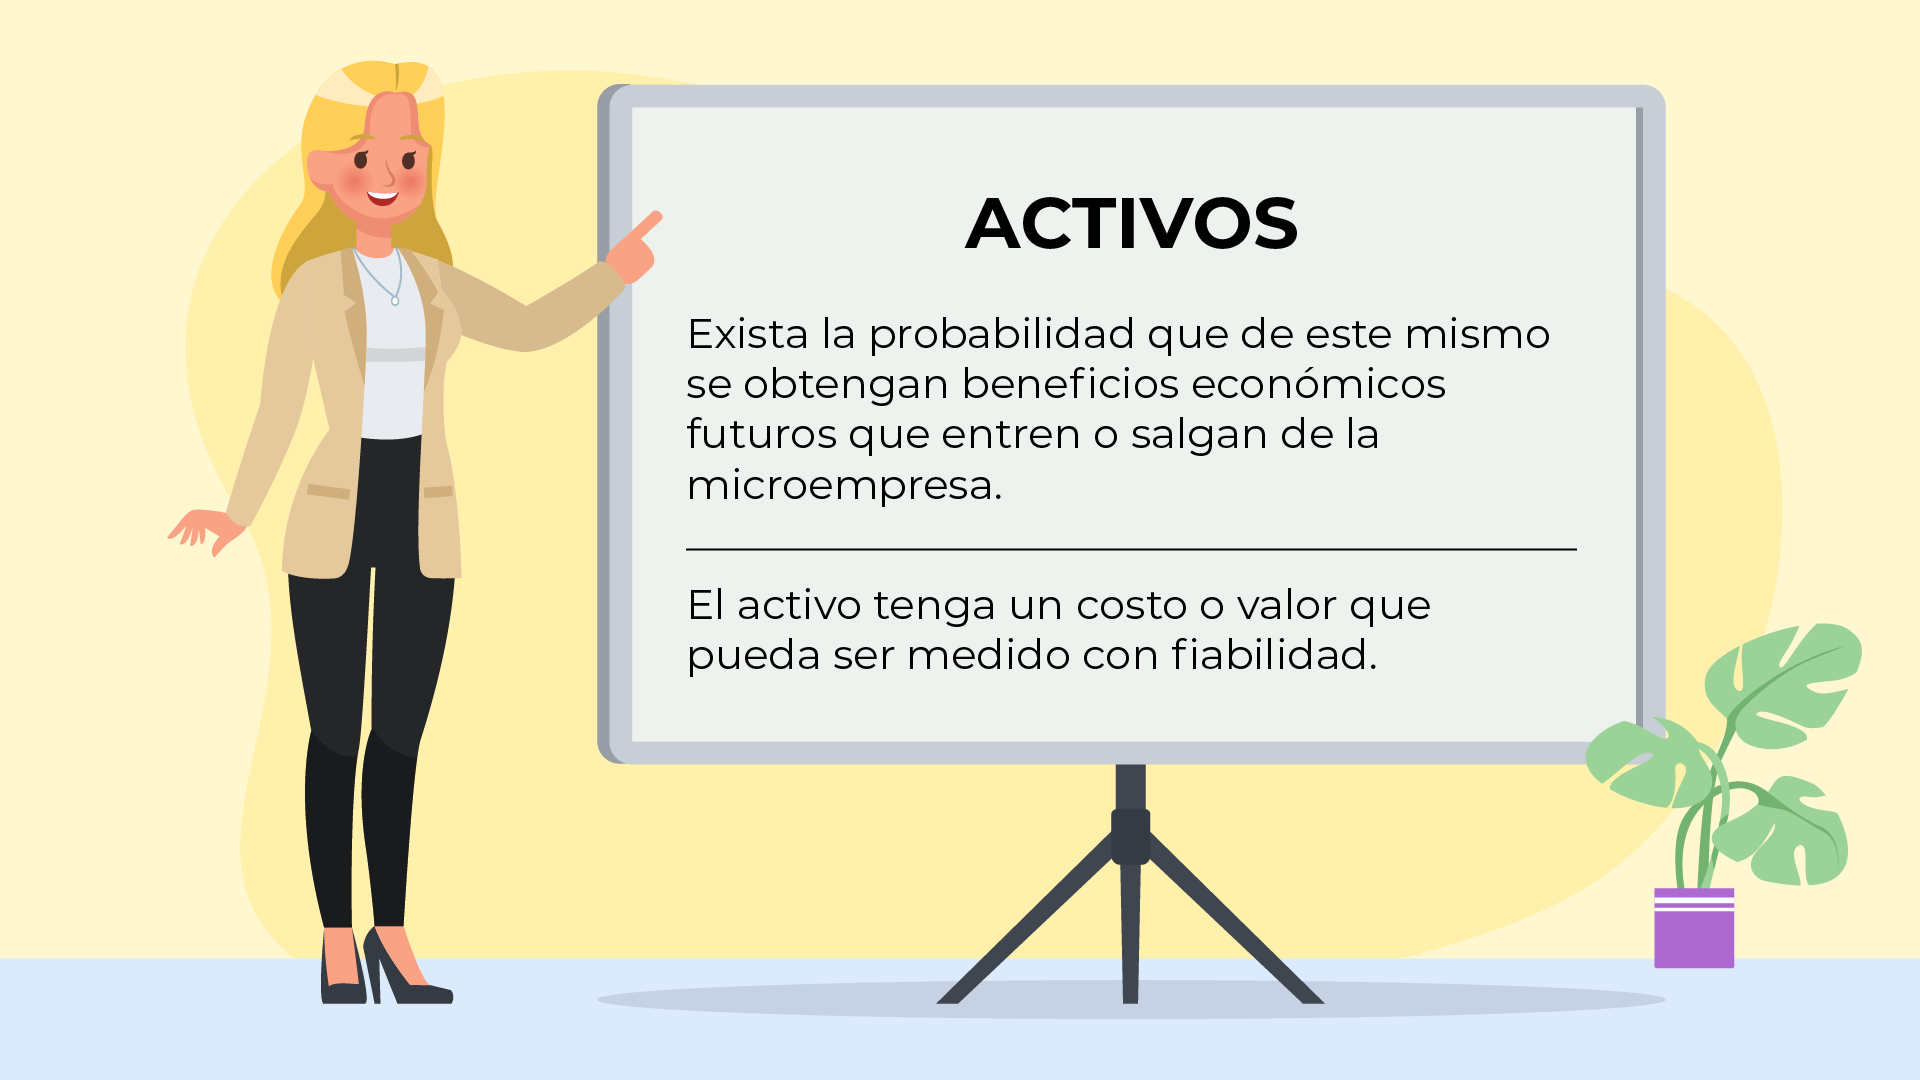 ACTIVOS
Exista la probabilidad que de este mismo
se obtengan beneficios económicos
futuros que entren o salgan de la
microempresa.
El activo tenga un costo o valor que
pueda ser medido con fiabilidad.